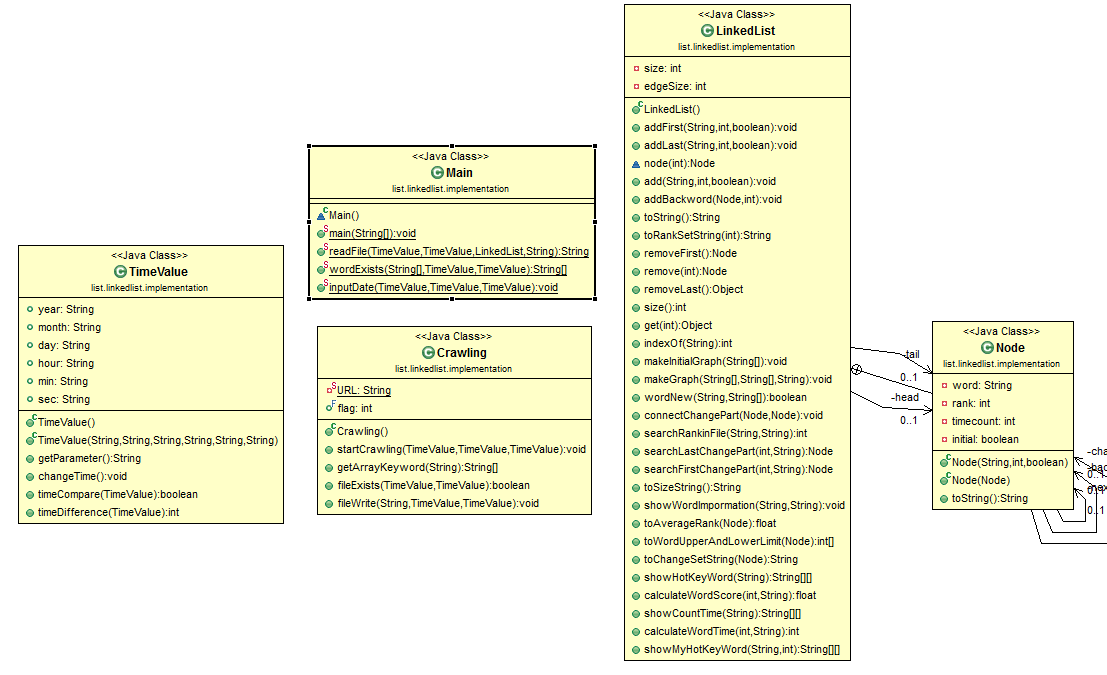 <<Java Class>>
TimeValue
list.linkedlist.implementation
year: String
month: String
day: String
hour: String
min: String
sec: String
TimeValue()
TimeValue(String,String,String,String,String,String)
getParameter():String
changeTime():void
timeCompare(TimeValue):boolean
timeDifference(TimeValue):int
<<Java Class>>
Main
list.linkedlist.implementation
Main()
main(String[]):void
readFile(TimeValue,TimeValue,LinkedList,String):String
wordExists(String[],TimeValue,TimeValue):String[]
inputDate(TimeValue,TimeValue,TimeValue):void
<<Java Class>>
Crawling
list.linkedlist.implementation
URL: String
flag: int
Crawling()
startCrawling(TimeValue,TimeValue,TimeValue):void
getArrayKeyword(String):String[]
fileExists(TimeValue,TimeValue):boolean
fileWrite(String,TimeValue,TimeValue):void
<<Java Class>>
LinkedList
list.linkedlist.implementation
size: int
edgeSize: int
LinkedList()
addFirst(String,int,boolean):void
addLast(String,int,boolean):void
node(int):Node
add(String,int,boolean):void
addBackword(Node,int):void
toString():String
toRankSetString(int):String
removeFirst():Node
remove(int):Node
removeLast():Object
size():int
get(int):Object
indexOf(String):int
makeInitialGraph(String[]):void
makeGraph(String[],String[],String):void
wordNew(String,String[]):boolean
connectChangePart(Node,Node):void
searchRankinFile(String,String):int
searchLastChangePart(int,String):Node
searchFirstChangePart(int,String):Node
toSizeString():String
showWordImpormation(String,String):void
toAverageRank(Node):float
toWordUpperAndLowerLimit(Node):int[]
toChangeSetString(Node):String
showHotKeyWord(String):String[][]
calculateWordScore(int,String):float
showCountTime(String):String[][]
calculateWordTime(int,String):int
showMyHotKeyWord(String,int):String[][]
-tail
0..1
-head
0..1
<<Java Class>>
Node
list.linkedlist.implementation
word: String
rank: int
timecount: int
initial: boolean
Node(String,int,boolean)
Node(Node)
toString():String
-cha
0..1
0..1